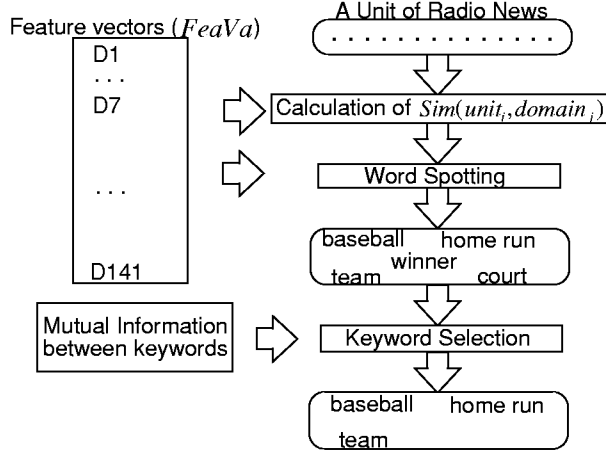 Feature vectors (FeaVa)
D1
...
D7
...
D141
Mutual Information
between keywords
A Unit of Radio News
. . . . . . . . . . . . . .
Calculation of Sim(unit_i,domain_j)
Word Spotting
baseball home run
winner
team court
Keyword Selection
baseball home run
team